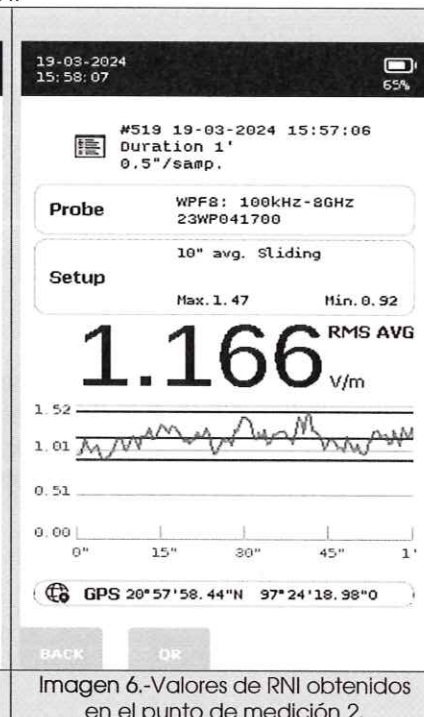 19-03-2024
15:58:07
65%
#519 19-03-2024 15:57:06
Duration 1'
0.5"/samp.
Probe
WPF8: 100kHz-8GHz
23WP041700
Setup
10" avg. Sliding
Max.1.47 Min.0.92
1.166 RMS AVG
V/m
1.52
1.01
0.51
0.00
0" 15" 30" 45" 1'
GPS 20°57'58.44"N 97°24'18.98"O
BACK QR
Imagen 6.-Valores de RNI obtenidos
en el punto de medición 2